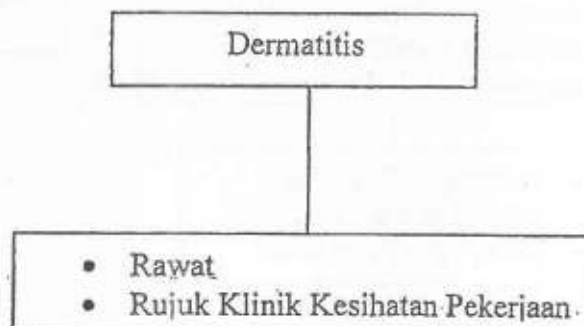 Dermatitis
• Rawat
• Rujuk Klinik Kesihatan Pekerjaan